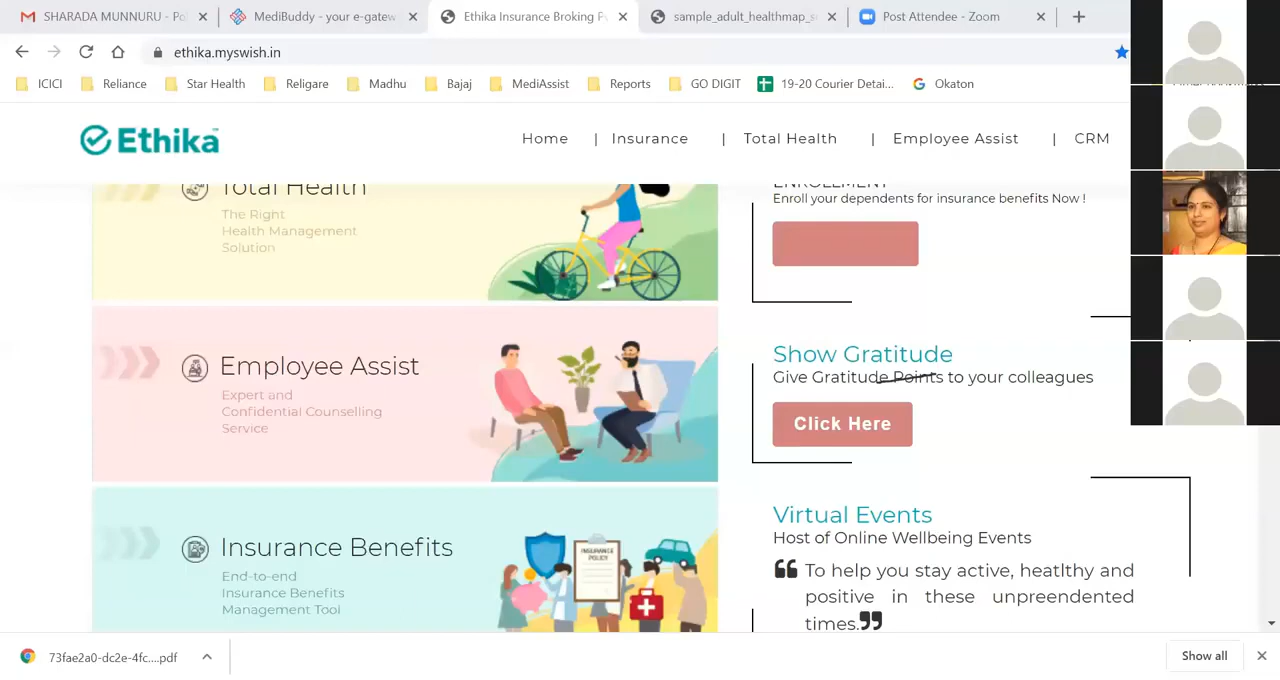 SHARADA MUNNURU - Po
MediBuddy - your e-gatew
Ethika Insurance Broking P
sample_adult_healthmap_s
Post Attendee - Zoom
ethika.myswish.in
ICICI
Reliance
Star Health
Religare
Madhu
Bajaj
MediAssist
Reports
GO DIGIT
19-20 Courier Detai...
Okaton
Ethika
Home | Insurance | Total Health | Employee Assist | CRM
Total Health
The Right
Health Management
Solution
ENROLLMENT
Enroll your dependents for insurance benefits Now !
Employee Assist
Expert and
Confidential Counselling
Service
Show Gratitude
Give Gratitude Points to your colleagues
Click Here
Insurance Benefits
End-to-end
Insurance Benefits
Management Tool
INSURANCE
POLICY
Virtual Events
Host of Online Wellbeing Events
“ To help you stay active, heatlthy and
positive in these unpreendented
times.”
73fae2a0-dc2e-4fc....pdf
Show all